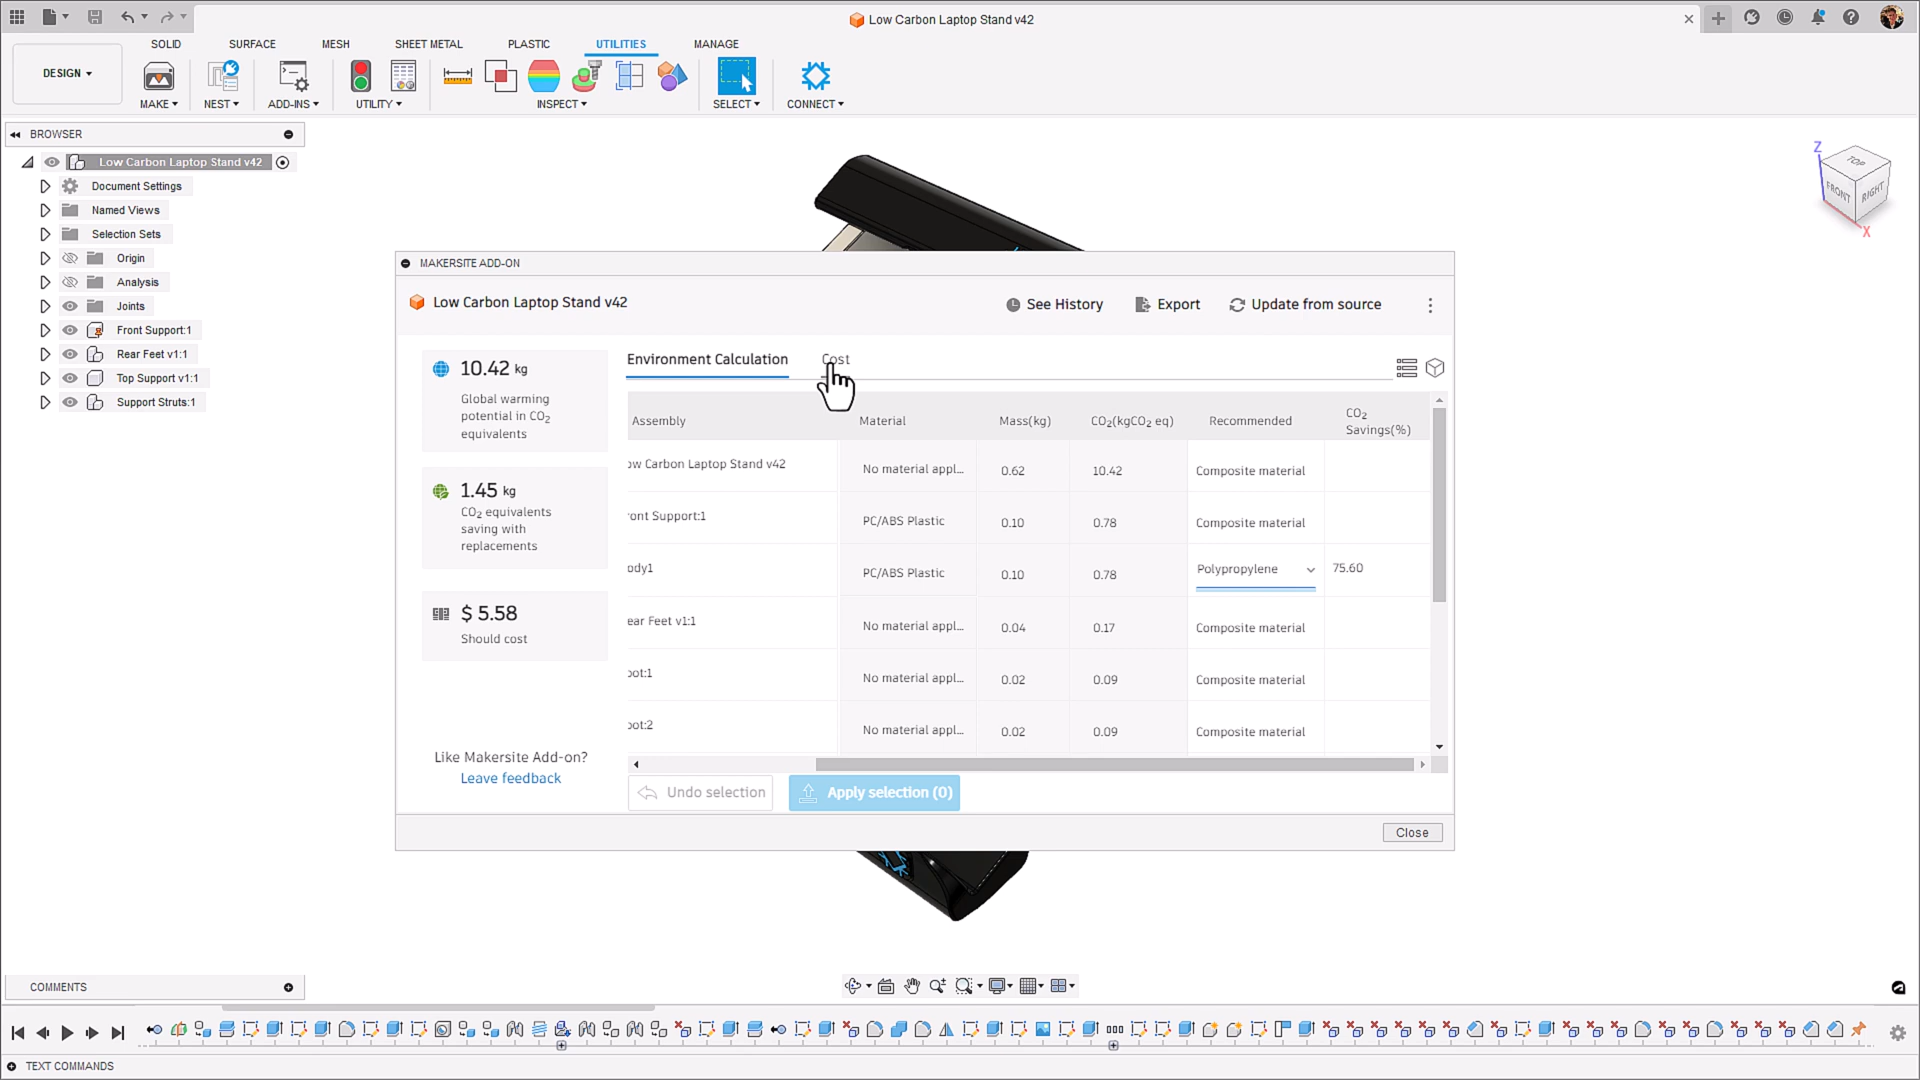 Low Carbon Laptop Stand v42
SOLID
SURFACE
MESH
SHEET METAL
PLASTIC
UTILITIES
MANAGE
DESIGN
MAKE
NEST
ADD-INS
UTILITY
INSPECT
SELECT
CONNECT
BROWSER
Low Carbon Laptop Stand v42
Document Settings
Named Views
Selection Sets
Origin
Analysis
Joints
Front Support:1
Rear Feet v1:1
Top Support v1:1
Support Struts:1
Z
TOP
FRONT
RIGHT
X
MAKERSITE ADD-ON
Low Carbon Laptop Stand v42
See History
Export
Update from source
10.42 kg
Global warming
potential in CO2
equivalents
1.45 kg
CO2 equivalents
saving with
replacements
$ 5.58
Should cost
Like Makersite Add-on?
Leave feedback
Environment Calculation
Cost
Assembly
Material
Mass(kg)
CO2(kgCO2 eq)
Recommended
CO2
Savings(%)
ow Carbon Laptop Stand v42
No material appl...
0.62
10.42
Composite material
ront Support:1
PC/ABS Plastic
0.10
0.78
Composite material
ody1
PC/ABS Plastic
0.10
0.78
Polypropylene
75.60
ear Feet v1:1
No material appl...
0.04
0.17
Composite material
oot:1
No material appl...
0.02
0.09
Composite material
oot:2
No material appl...
0.02
0.09
Composite material
Undo selection
Apply selection (0)
Close
COMMENTS
TEXT COMMANDS